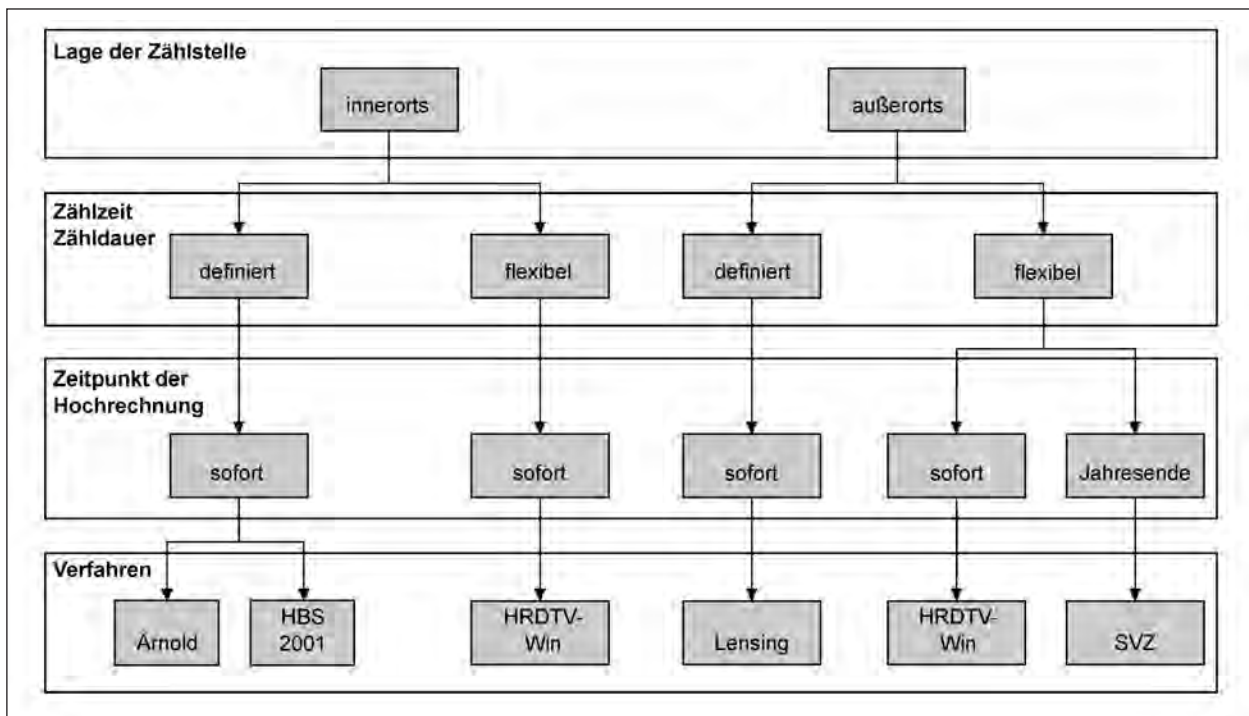 Lage der Zählstelle
innerorts
außerorts
Zählzeit
Zähldauer
definiert
flexibel
definiert
flexibel
Zeitpunkt der
Hochrechnung
sofort
sofort
sofort
sofort
Jahresende
Verfahren
Arnold
HBS
2001
HRDTV-
Win
Lensing
HRDTV-
Win
SVZ